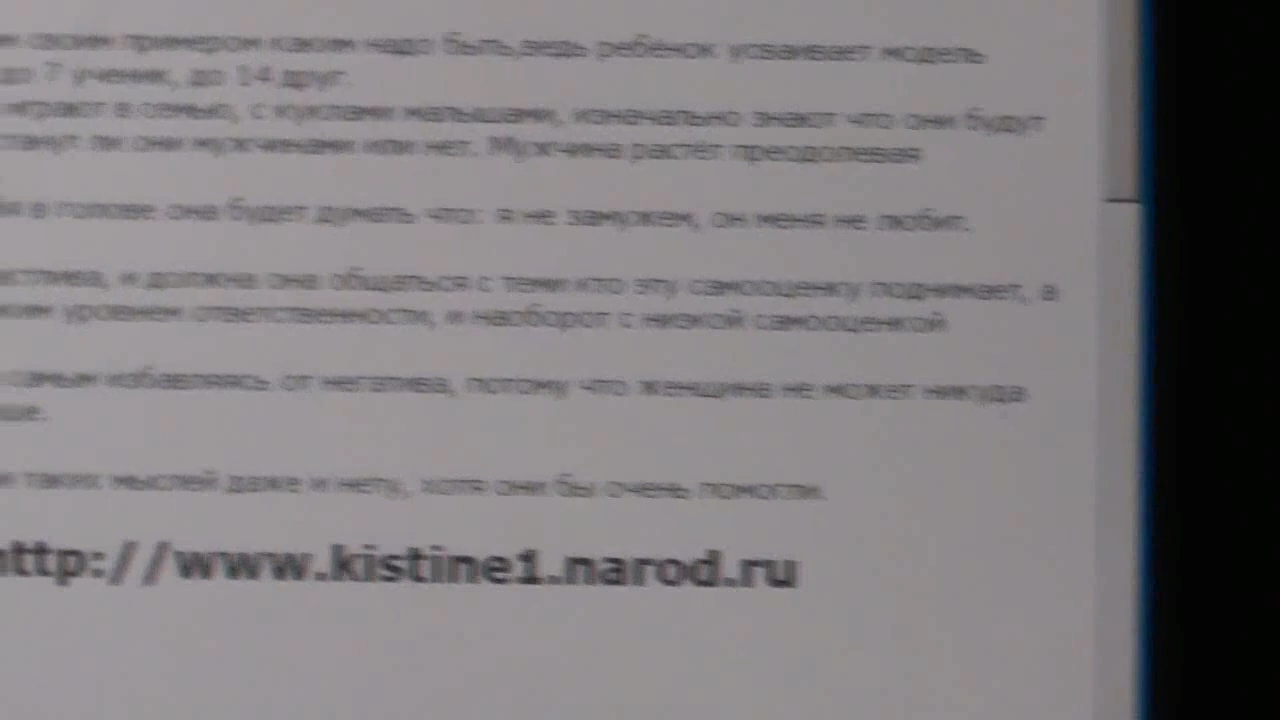 своим примером каким надо быть,ведь ребенок усваивает модель
до 7 ученик, до 14 друг.
играют в семью, с куклами малышами, изначально знают что они будут
станут ли они мужчинами или нет. Мужчина растёт преодолевая
в голове она будет думать что: я не замужем, он меня не любит.
и должна она общаться с теми кто эту самооценку поднимает, а
уровнем ответственности, и наоборот с низкой самооценкой
самым избавляясь от негатива, потому что женщина не может никуда
таких мыслей даже и нету, хотя они бы очень помогли.
http://www.kistine1.narod.ru